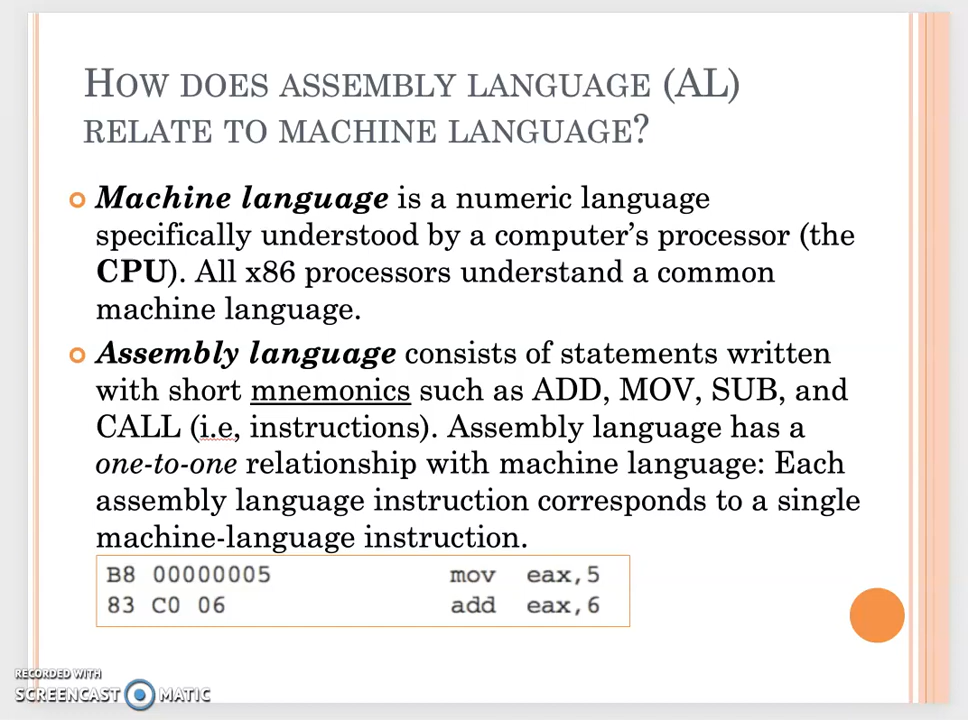 HOW DOES ASSEMBLY LANGUAGE (AL)
RELATE TO MACHINE LANGUAGE?
Machine language is a numeric language
specifically understood by a computer's processor (the
CPU). All x86 processors understand a common
machine language.
Assembly language consists of statements written
with short mnemonics such as ADD, MOV, SUB, and
CALL (i.e, instructions). Assembly language has a
one-to-one relationship with machine language: Each
assembly language instruction corresponds to a single
machine-language instruction.
B8 00000005 mov eax,5
83 C0 06 add eax,6
RECORDED WITH
SCREENCAST MATIC